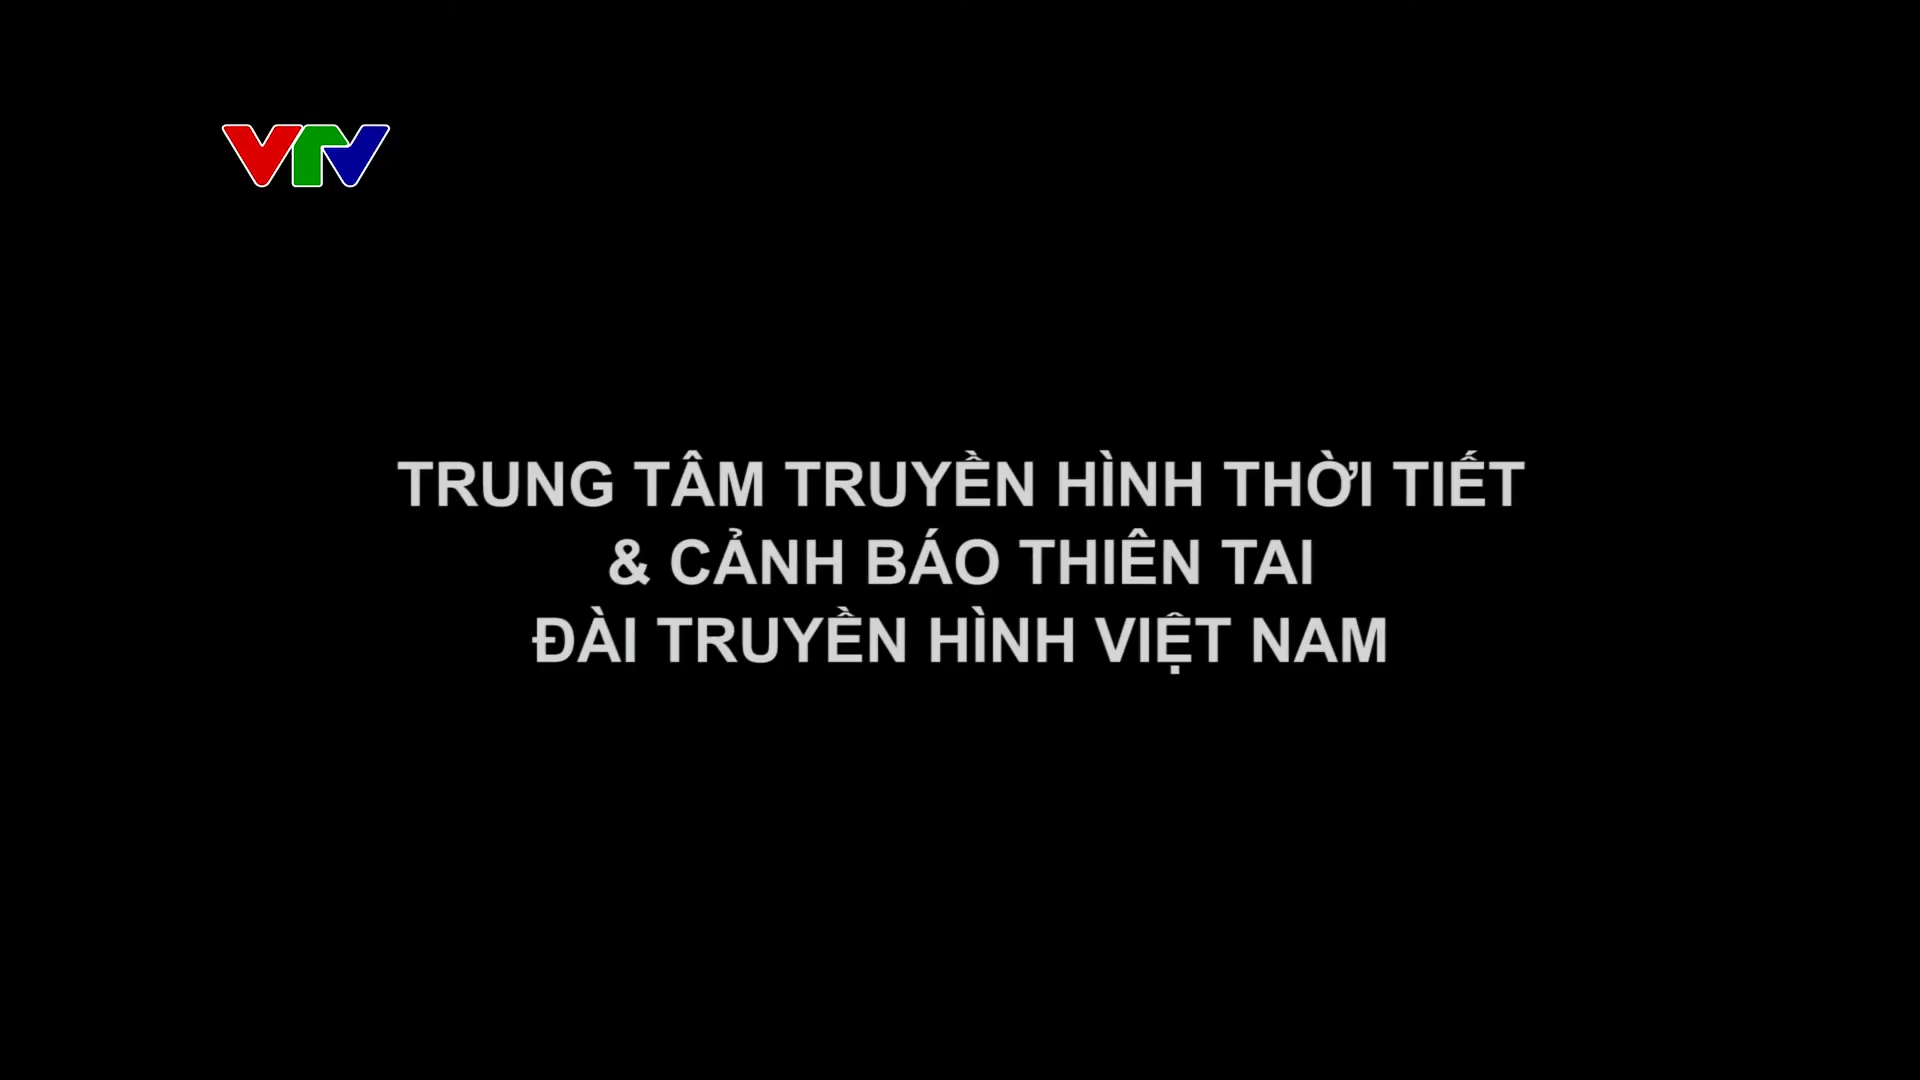 VTV
TRUNG TÂM TRUYỀN HÌNH THỜI TIẾT
& CẢNH BÁO THIÊN TAI
ĐÀI TRUYỀN HÌNH VIỆT NAM